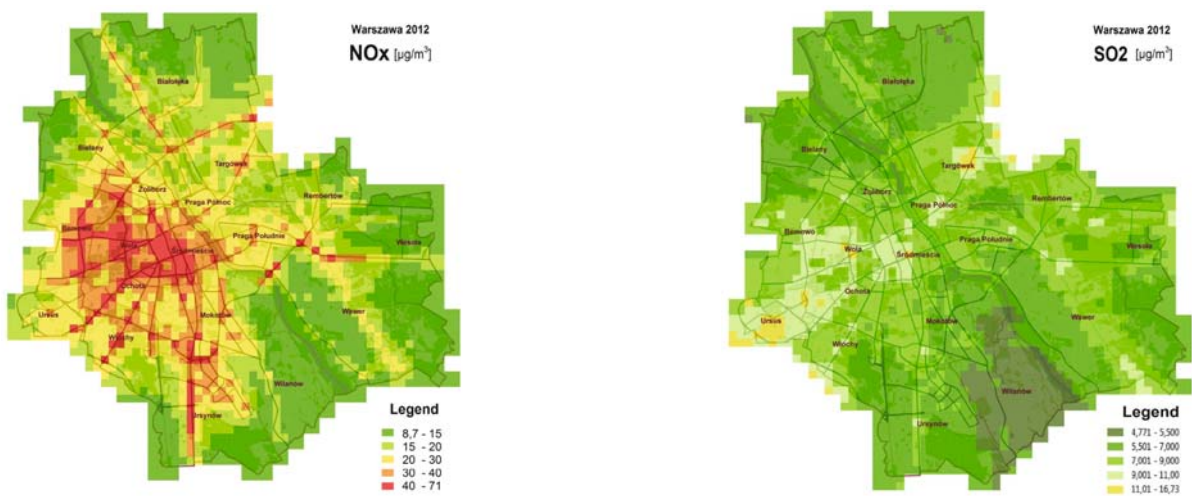 Warszawa 2012
NOx [µg/m³]
Białołęka
Bielany
Targówek
Żoliborz
Rembertów
Praga Północ
Bemowo
Wola
Śródmieście
Praga Południe
Wesoła
Ochota
Ursus
Mokotów
Wawer
Włochy
Wilanów
Ursynów
Legend
8,7 - 15
15 - 20
20 - 30
30 - 40
40 - 71
Warszawa 2012
SO2 [µg/m³]
Białołęka
Bielany
Targówek
Żoliborz
Rembertów
Praga Północ
Bemowo
Wola
Śródmieście
Praga Południe
Wesoła
Ochota
Ursus
Mokotów
Wawer
Włochy
Wilanów
Ursynów
Legend
4,771 - 5,500
5,501 - 7,000
7,001 - 9,000
9,001 - 11,00
11,01 - 16,73